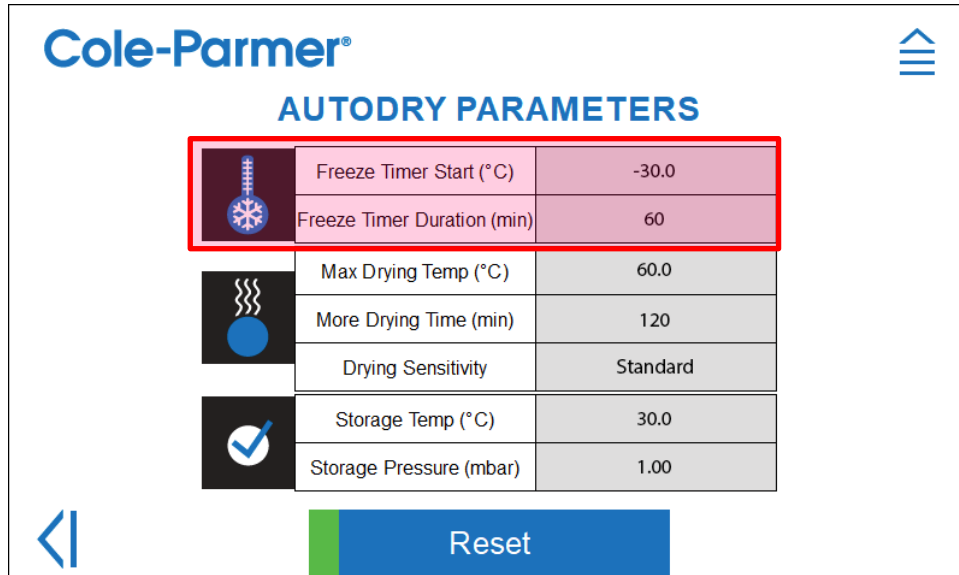 Cole-Parmer®
AUTODRY PARAMETERS
Freeze Timer Start (°C) -30.0
Freeze Timer Duration (min) 60
Max Drying Temp (°C) 60.0
More Drying Time (min) 120
Drying Sensitivity Standard
Storage Temp (°C) 30.0
Storage Pressure (mbar) 1.00
Reset